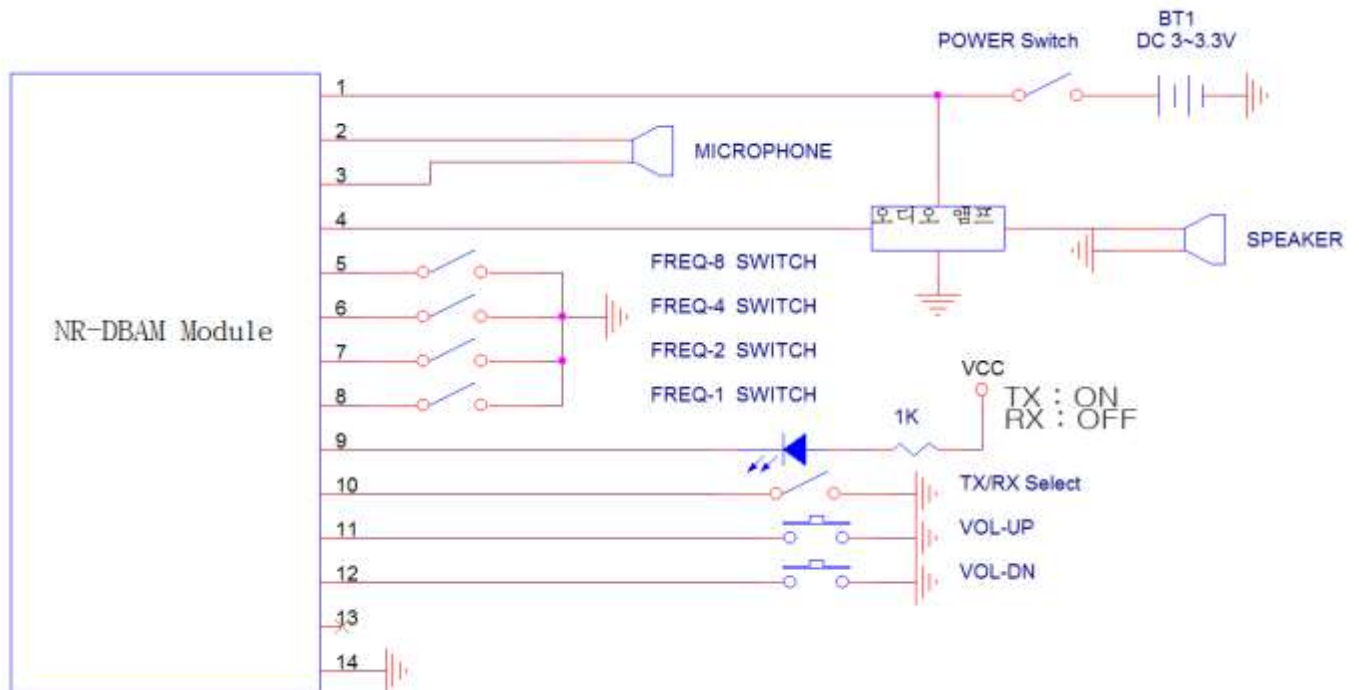 BT1
POWER Switch DC 3~3.3V
1
2
MICROPHONE
3
4
오디오 앰프
SPEAKER
5
FREQ-8 SWITCH
6
FREQ-4 SWITCH
NR-DBAM Module
7
FREQ-2 SWITCH
8
FREQ-1 SWITCH
VCC
TX : ON
RX : OFF
1K
9
10
TX/RX Select
11
VOL-UP
12
VOL-DN
13
14